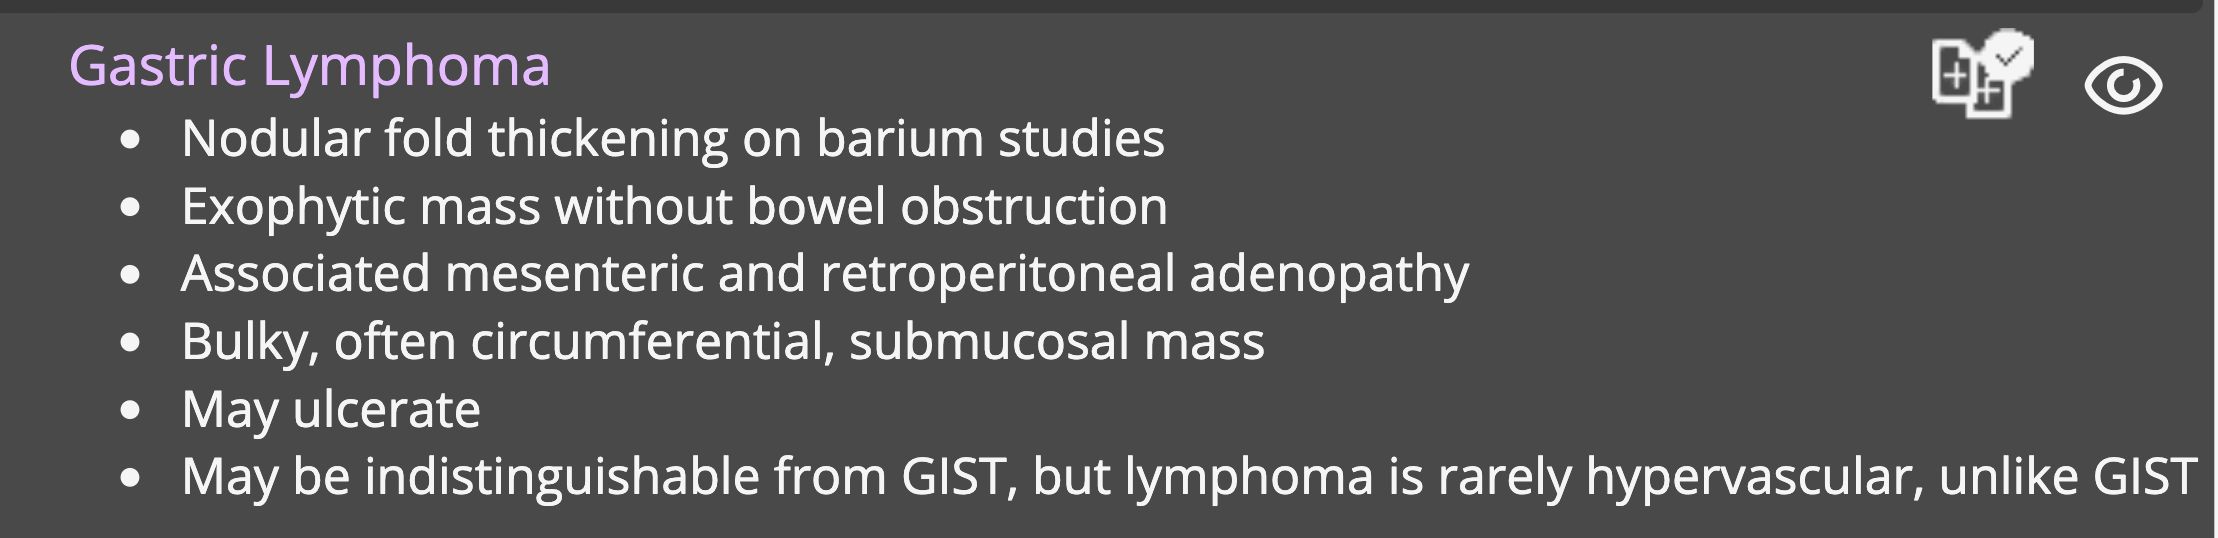 Gastric Lymphoma
• Nodular fold thickening on barium studies
• Exophytic mass without bowel obstruction
• Associated mesenteric and retroperitoneal adenopathy
• Bulky, often circumferential, submucosal mass
• May ulcerate
• May be indistinguishable from GIST, but lymphoma is rarely hypervascular, unlike GIST